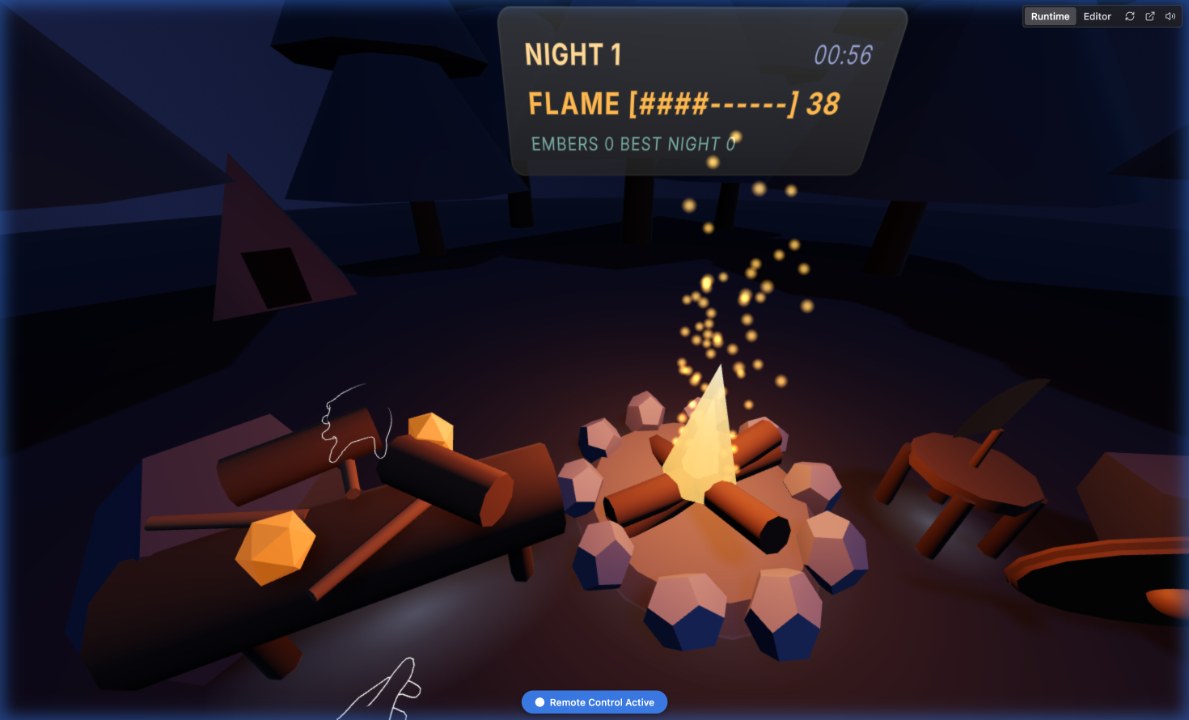 Runtime Editor
NIGHT 1 00:56
FLAME [####------] 38
EMBERS 0 BEST NIGHT 0
Remote Control Active